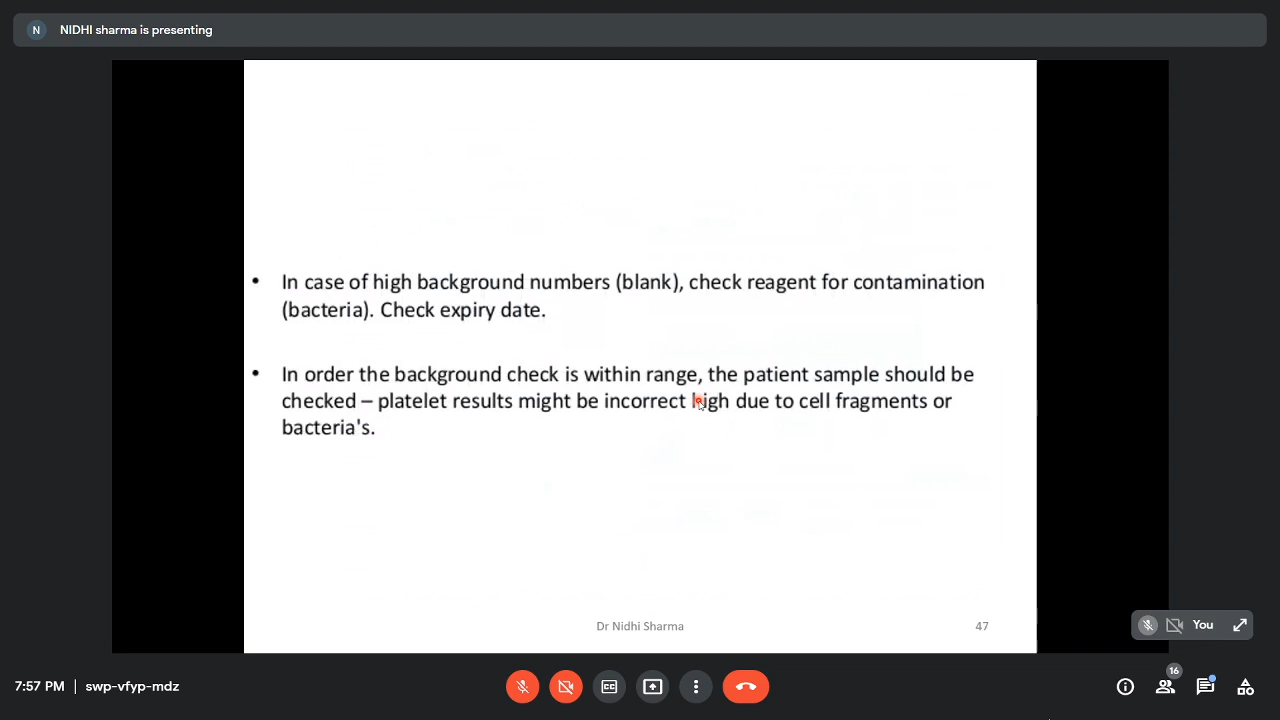 N NIDHI sharma is presenting
• In case of high background numbers (blank), check reagent for contamination
(bacteria). Check expiry date.
• In order the background check is within range, the patient sample should be
checked – platelet results might be incorrect high due to cell fragments or
bacteria's.
Dr Nidhi Sharma 47
You
16
7:57 PM | swp-vfyp-mdz CC